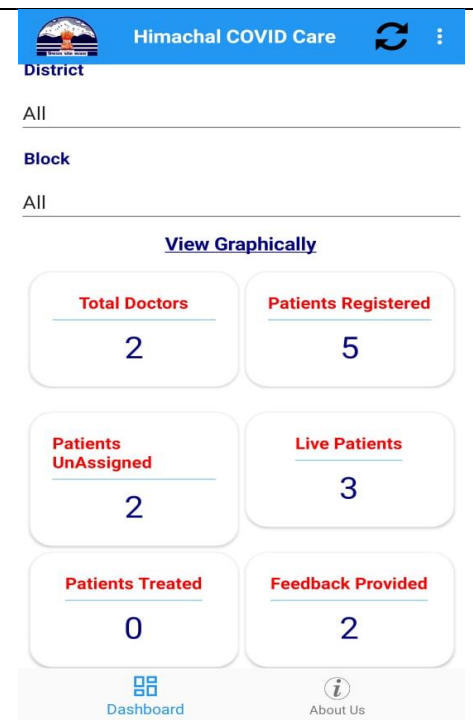 Himachal COVID Care
District
All
Block
All
View Graphically
Total Doctors
2
Patients Registered
5
Patients
UnAssigned
2
Live Patients
3
Patients Treated
0
Feedback Provided
2
Dashboard
About Us